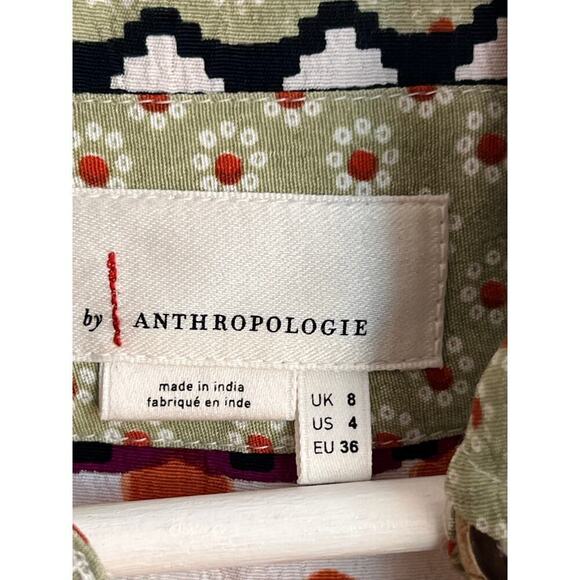 by ANTHROPOLOGIE
made in india
fabriqué en inde
UK 8
US 4
EU 36